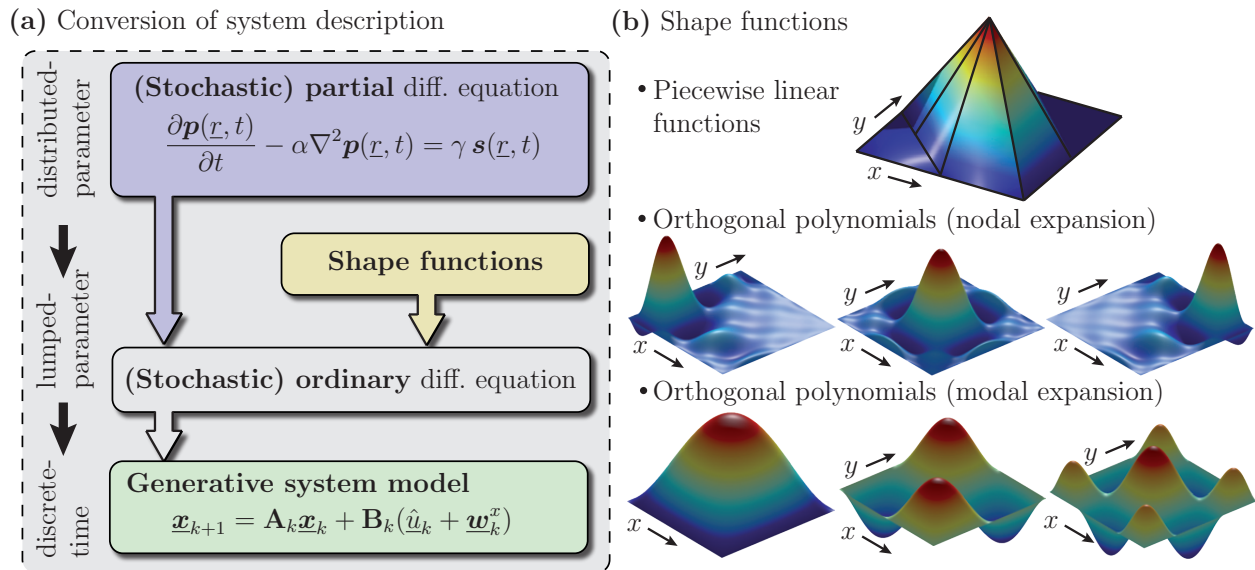 (a) Conversion of system description
distributed-
parameter
(Stochastic) partial diff. equation
∂p(r, t)/∂t − α∇²p(r, t) = γ s(r, t)
lumped-
parameter
Shape functions
(Stochastic) ordinary diff. equation
discrete-
time
Generative system model
x_{k+1} = A_k x_k + B_k(û_k + w_k^x)
(b) Shape functions
• Piecewise linear
functions
y
x
• Orthogonal polynomials (nodal expansion)
y
x
y
x
y
x
• Orthogonal polynomials (modal expansion)
x
y
x
y
x